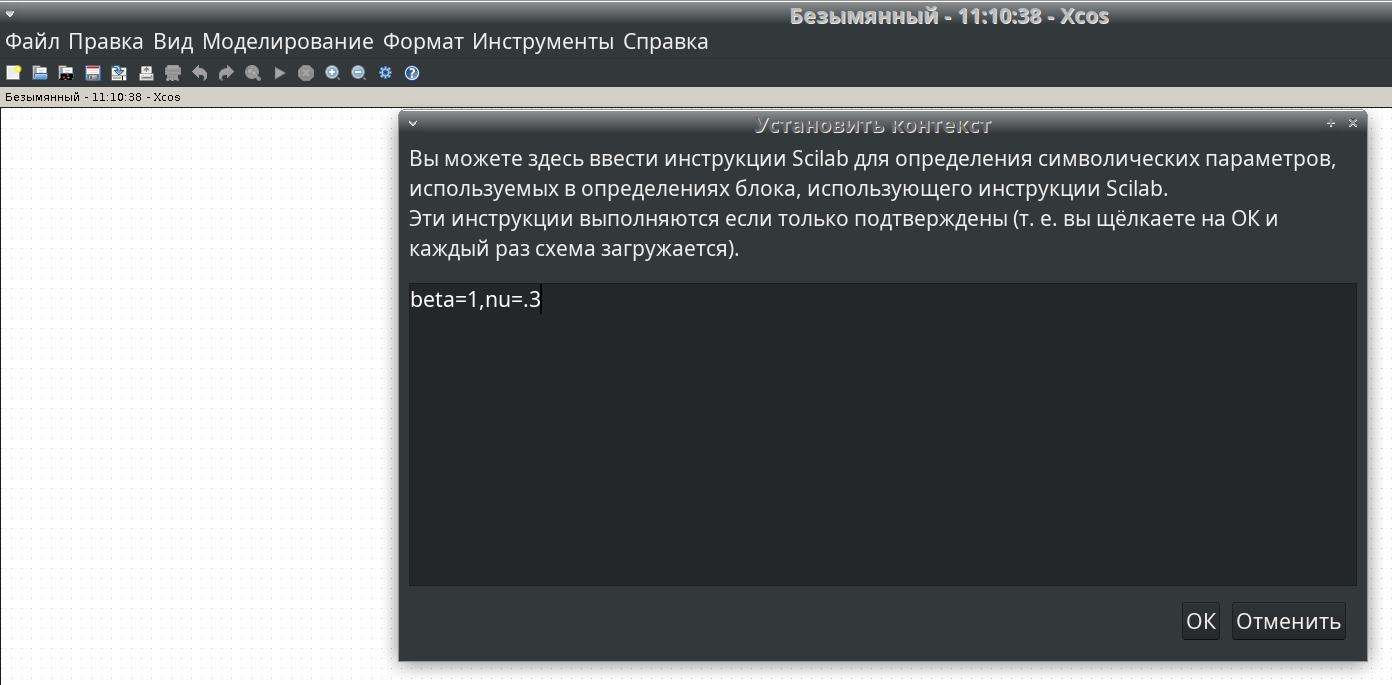 Безымянный - 11:10:38 - Xcos
Файл Правка Вид Моделирование Формат Инструменты Справка
Безымянный - 11:10:38 - Xcos
Установить контекст
Вы можете здесь ввести инструкции Scilab для определения символических параметров,
используемых в определениях блока, использующего инструкции Scilab.
Эти инструкции выполняются если только подтверждены (т. е. вы щёлкаете на ОК и
каждый раз схема загружается).
beta=1,nu=.3
ОК Отменить